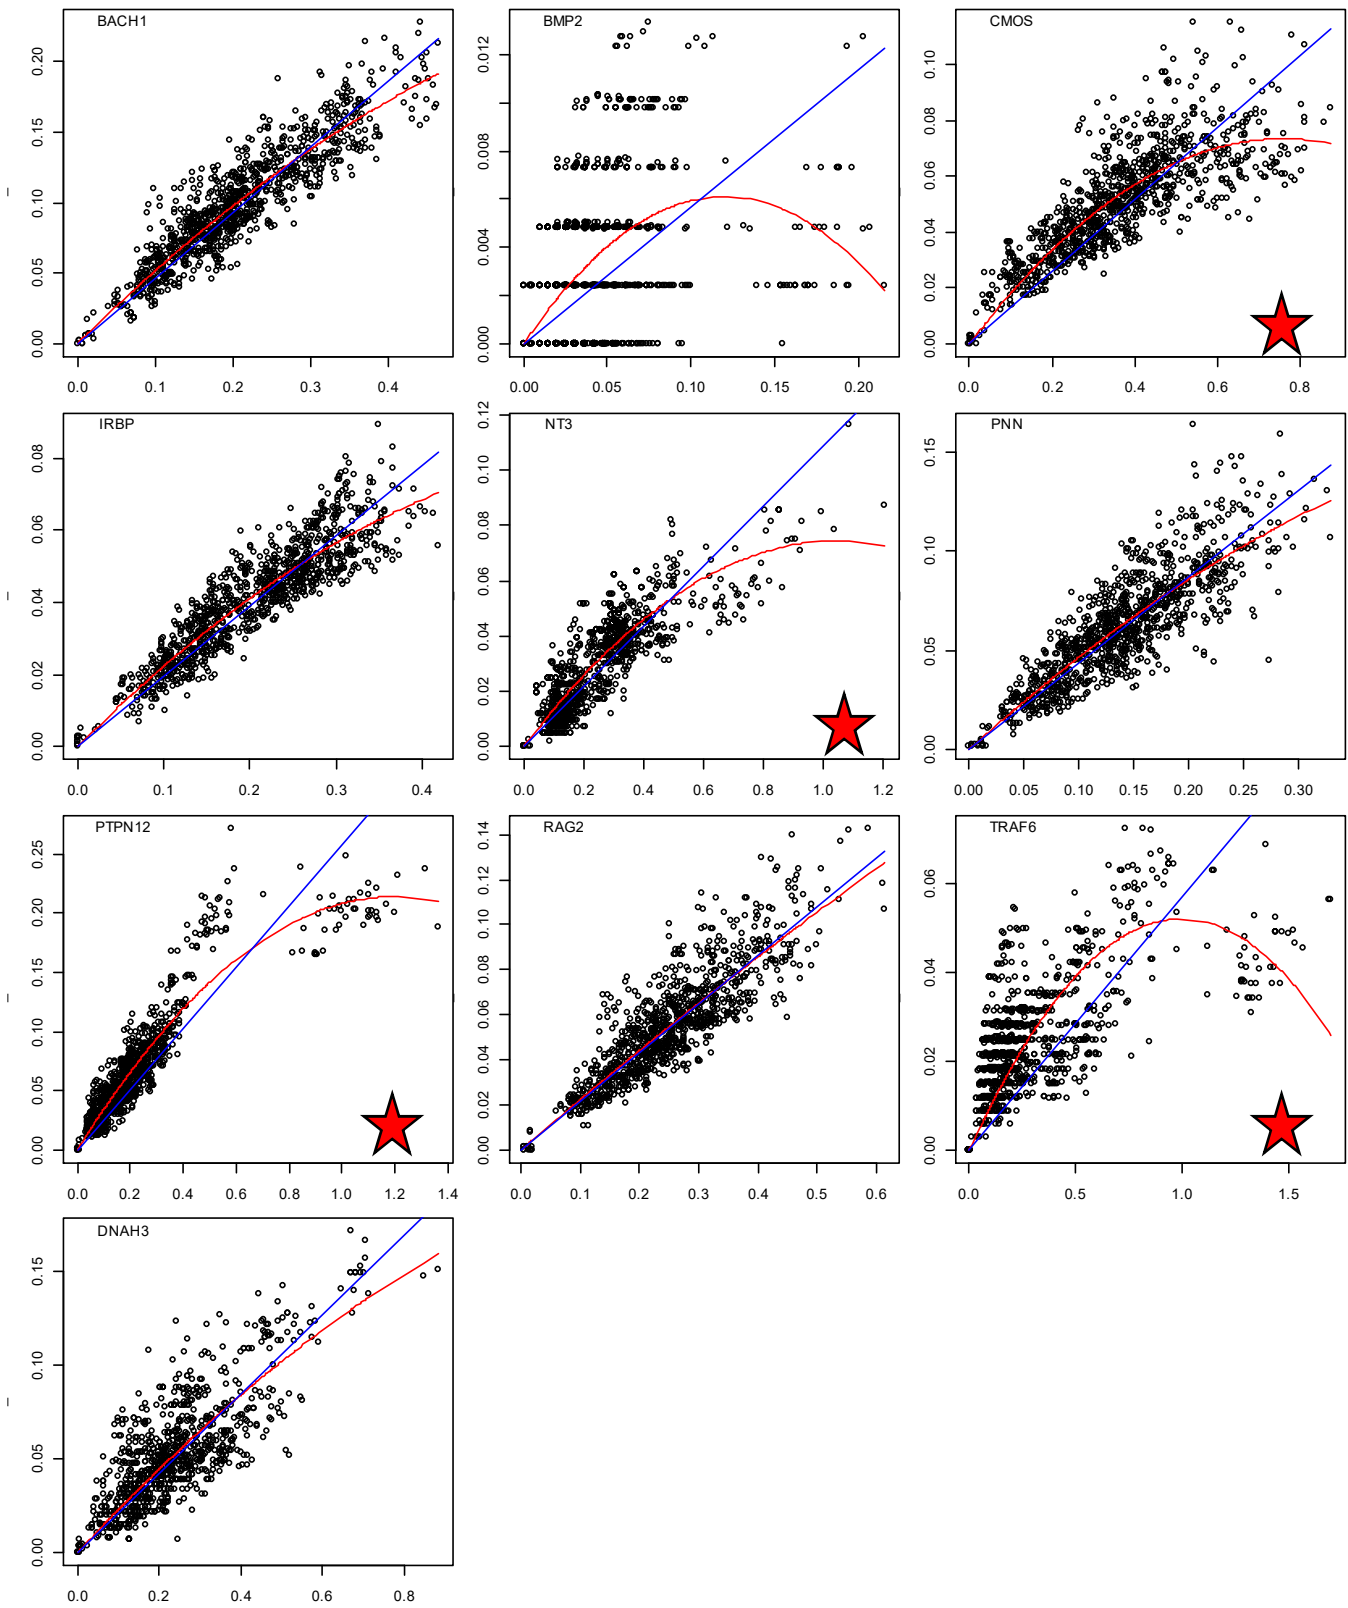 BACH1
0.00 0.05 0.10 0.15 0.20
0.0 0.1 0.2 0.3 0.4
BMP2
0.000 0.004 0.008 0.012
0.00 0.05 0.10 0.15 0.20
CMOS
0.00 0.02 0.04 0.06 0.08 0.10
0.0 0.2 0.4 0.6 0.8
IRBP
0.00 0.02 0.04 0.06 0.08
0.0 0.1 0.2 0.3 0.4
NT3
0.00 0.02 0.04 0.06 0.08 0.10 0.12
0.0 0.2 0.4 0.6 0.8 1.0 1.2
PNN
0.00 0.05 0.10 0.15
0.00 0.05 0.10 0.15 0.20 0.25 0.30
PTPN12
0.00 0.05 0.10 0.15 0.20 0.25
0.0 0.2 0.4 0.6 0.8 1.0 1.2 1.4
RAG2
0.00 0.02 0.04 0.06 0.08 0.10 0.12 0.14
0.0 0.1 0.2 0.3 0.4 0.5 0.6
TRAF6
0.00 0.02 0.04 0.06
0.0 0.5 1.0 1.5
DNAH3
0.00 0.05 0.10 0.15
0.0 0.2 0.4 0.6 0.8